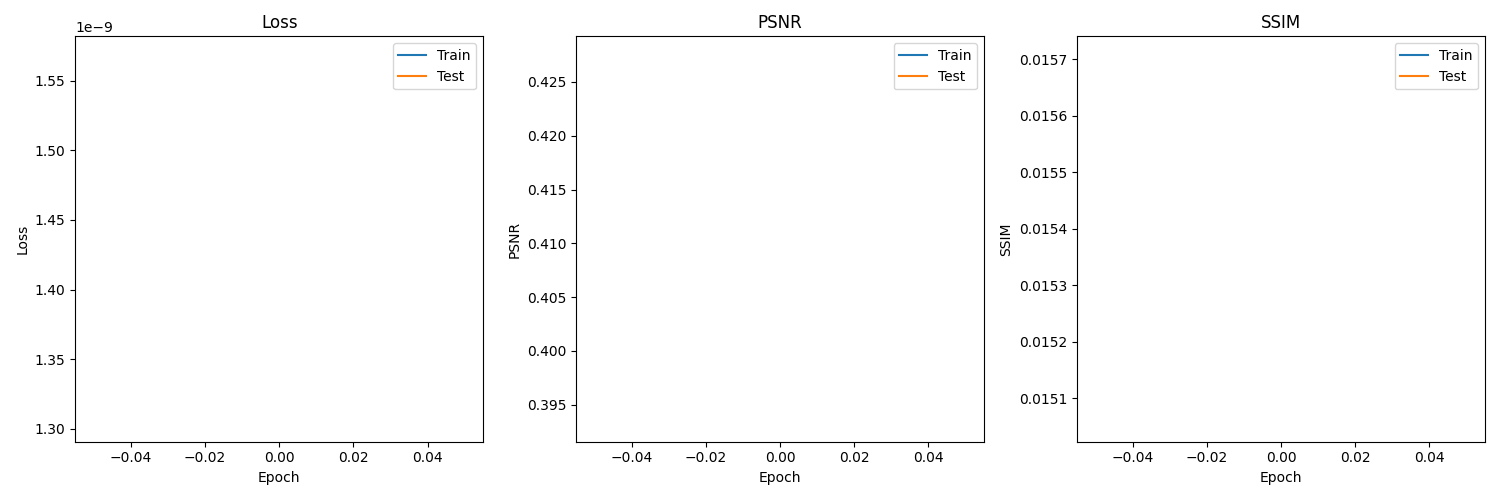 Loss
1e−9
Train
Test
1.55
1.50
1.45
1.40
1.35
1.30
Loss
−0.04 −0.02 0.00 0.02 0.04
Epoch
PSNR
Train
Test
0.425
0.420
0.415
0.410
0.405
0.400
0.395
PSNR
−0.04 −0.02 0.00 0.02 0.04
Epoch
SSIM
Train
Test
0.0157
0.0156
0.0155
0.0154
0.0153
0.0152
0.0151
SSIM
−0.04 −0.02 0.00 0.02 0.04
Epoch